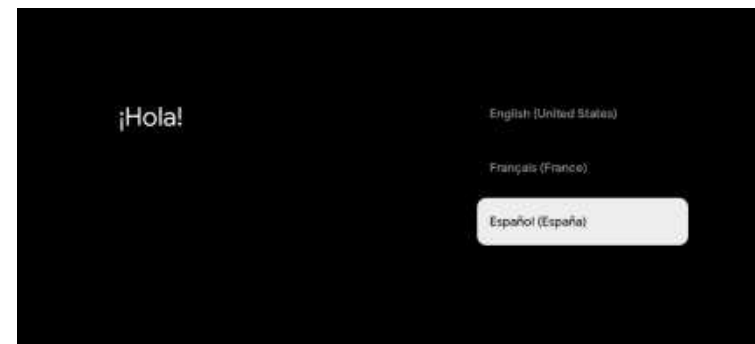 ¡Hola!
English (United States)
Français (France)
Español (España)